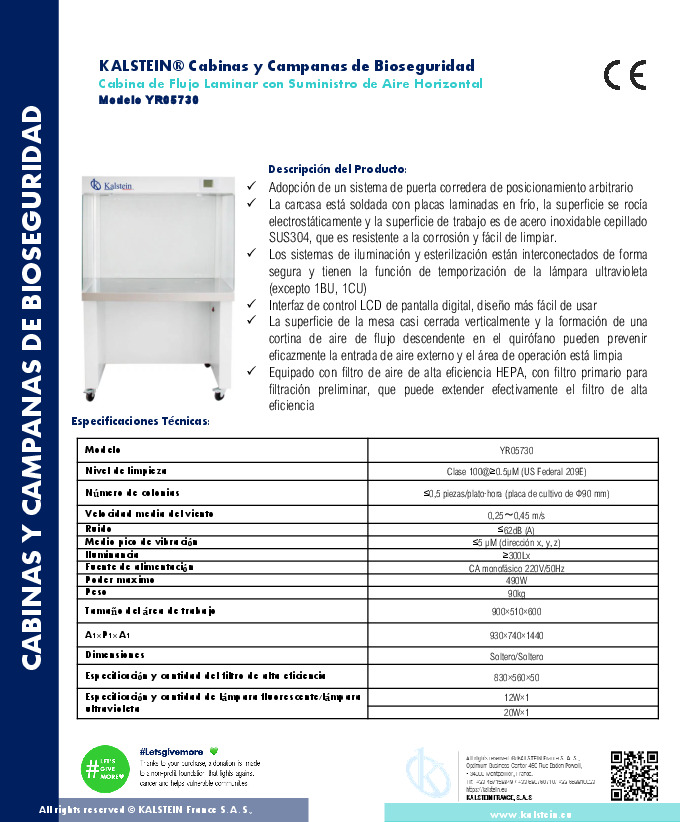 KALSTEIN® Cabinas y Campanas de Bioseguridad
Cabina de Flujo Laminar con Suministro de Aire Horizontal
Modelo YR05730
CE
CABINAS Y CAMPANAS DE BIOSEGURIDAD
Kalstein
Descripción del Producto:
✓ Adopción de un sistema de puerta corredera de posicionamiento arbitrario
✓ La carcasa está soldada con placas laminadas en frío, la superficie se rocía
electrostáticamente y la superficie de trabajo es de acero inoxidable cepillado
SUS304, que es resistente a la corrosión y fácil de limpiar.
✓ Los sistemas de iluminación y esterilización están interconectados de forma
segura y tienen la función de temporización de la lámpara ultravioleta
(excepto 1BU, 1CU)
✓ Interfaz de control LCD de pantalla digital, diseño más fácil de usar
✓ La superficie de la mesa casi cerrada verticalmente y la formación de una
cortina de aire de flujo descendente en el quirófano pueden prevenir
eficazmente la entrada de aire externo y el área de operación está limpia
✓ Equipado con filtro de aire de alta eficiencia HEPA, con filtro primario para
filtración preliminar, que puede extender efectivamente el filtro de alta
eficiencia
Especificaciones Técnicas:
Modelo YR05730
Nivel de limpieza Clase 100@≥0.5µM (US Federal 209E)
Número de colonias ≤0,5 piezas/plato·hora (placa de cultivo de Φ90 mm)
Velocidad media del viento 0,25～0,45 m/s
Ruido ≤62dB (A)
Medio pico de vibración ≤5 µM (dirección x, y, z)
Iluminancia ≥300Lx
Fuente de alimentación CA monofásico 220V/50Hz
Poder maximo 490W
Peso 90kg
Tamaño del área de trabajo 900×510×600
A1×P1×A1 930×740×1440
Dimensiones Soltero/Soltero
Especificación y cantidad del filtro de alta eficiencia 830×560×50
Especificación y cantidad de lámpara fluorescente/lámpara
ultravioleta
12W×1
20W×1
#LET'S
GIVE
MORE
#Letsgivemore
Thanks to your purchase, a donation is made
to a non-profit foundation that fights against
cancer and helps vulnerable communities
All rights reserved © KALSTEIN France S. A. S.,
Optimum Business Center 450 Rue Baden Powell,
• 34000 Montpellier, France.
https://kalstein.eu
KALSTEIN FRANCE, S.A.S
All rights reserved © KALSTEIN France S. A. S.,
www.kalstein.eu